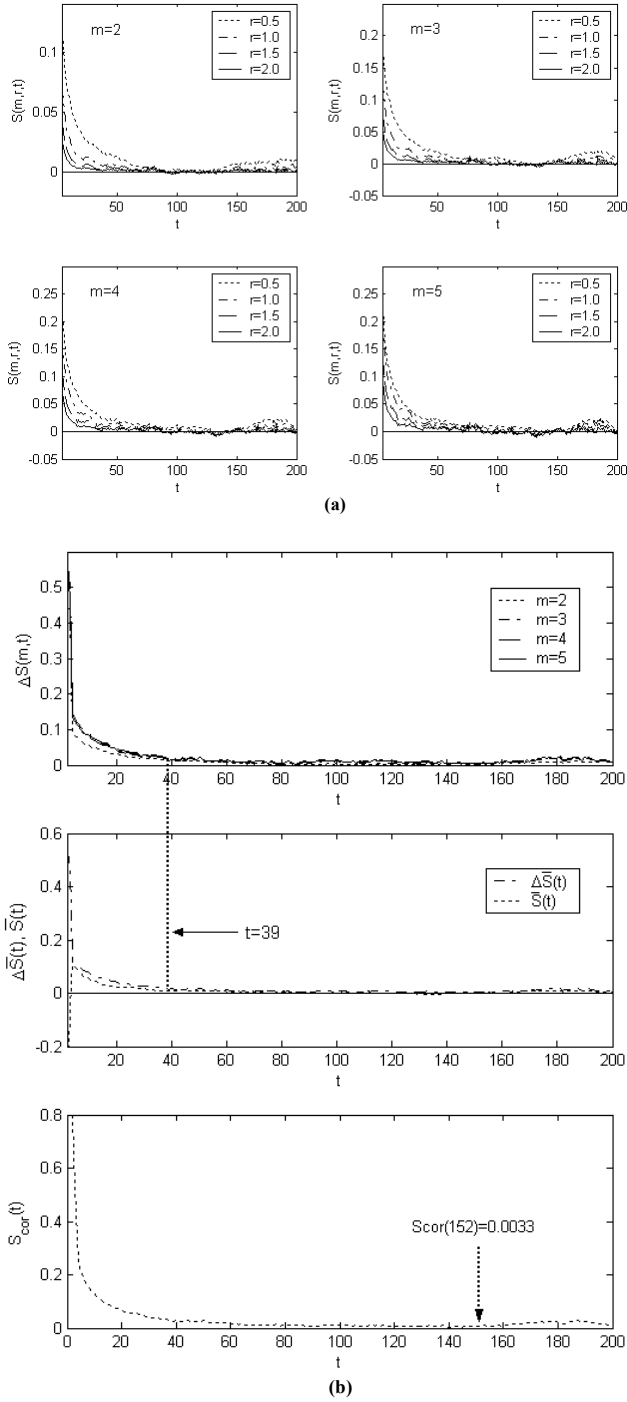 m=2
r=0.5
r=1.0
r=1.5
r=2.0
S(m,r,t)
0.1
0.05
0
50 100 150 200
t
m=3
r=0.5
r=1.0
r=1.5
r=2.0
S(m,r,t)
0.25
0.2
0.15
0.1
0.05
0
-0.05
50 100 150 200
t
m=4
r=0.5
r=1.0
r=1.5
r=2.0
S(m,r,t)
0.25
0.2
0.15
0.1
0.05
0
-0.05
50 100 150 200
t
m=5
r=0.5
r=1.0
r=1.5
r=2.0
S(m,r,t)
0.25
0.2
0.15
0.1
0.05
0
-0.05
50 100 150 200
t
(a)
ΔS(m,t)
0.5
0.4
0.3
0.2
0.1
0
m=2
m=3
m=4
m=5
20 40 60 80 100 120 140 160 180 200
t
ΔS̅(t), S̅(t)
0.6
0.4
0.2
0
-0.2
ΔS̅(t)
S̅(t)
t=39
20 40 60 80 100 120 140 160 180 200
t
Scor(t)
0.8
0.6
0.4
0.2
0
Scor(152)=0.0033
0 20 40 60 80 100 120 140 160 180 200
t
(b)